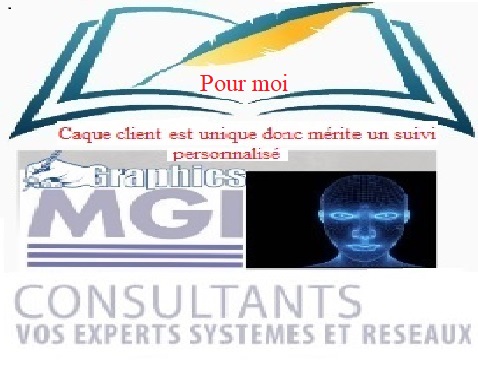 Pour moi
Caque client est unique donc mérite un suivi
personnalisé
Graphics
MGI
CONSULTANTS
VOS EXPERTS SYSTEMES ET RESEAUX